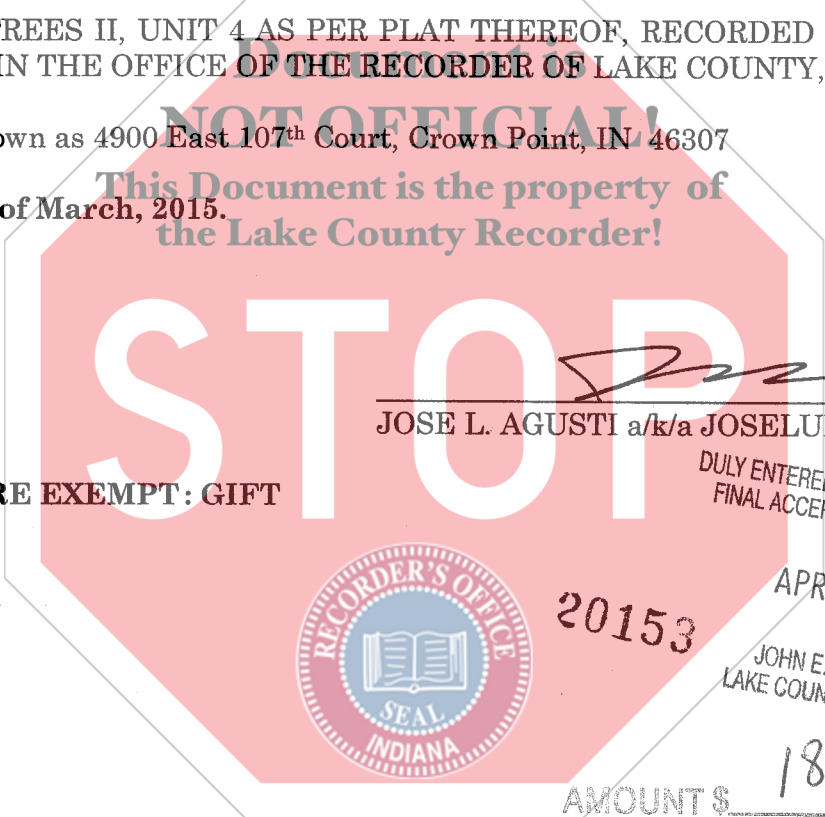 TREES II, UNIT 4 AS PER PLAT THEREOF, RECORDED
IN THE OFFICE OF THE RECORDER OF LAKE COUNTY,
Document is
NOT OFFICIAL!
own as 4900 East 107th Court, Crown Point, IN 46307
This Document is the property of
the Lake County Recorder!
of March, 2015.
STOP
JOSE L. AGUSTI a/k/a JOSELU
DULY ENTERE
FINAL ACCE
RE EXEMPT: GIFT
APR
20153
JOHN E.
LAKE COUN
RECORDER'S OFFICE
SEAL
INDIANA
AMOUNT $ 18